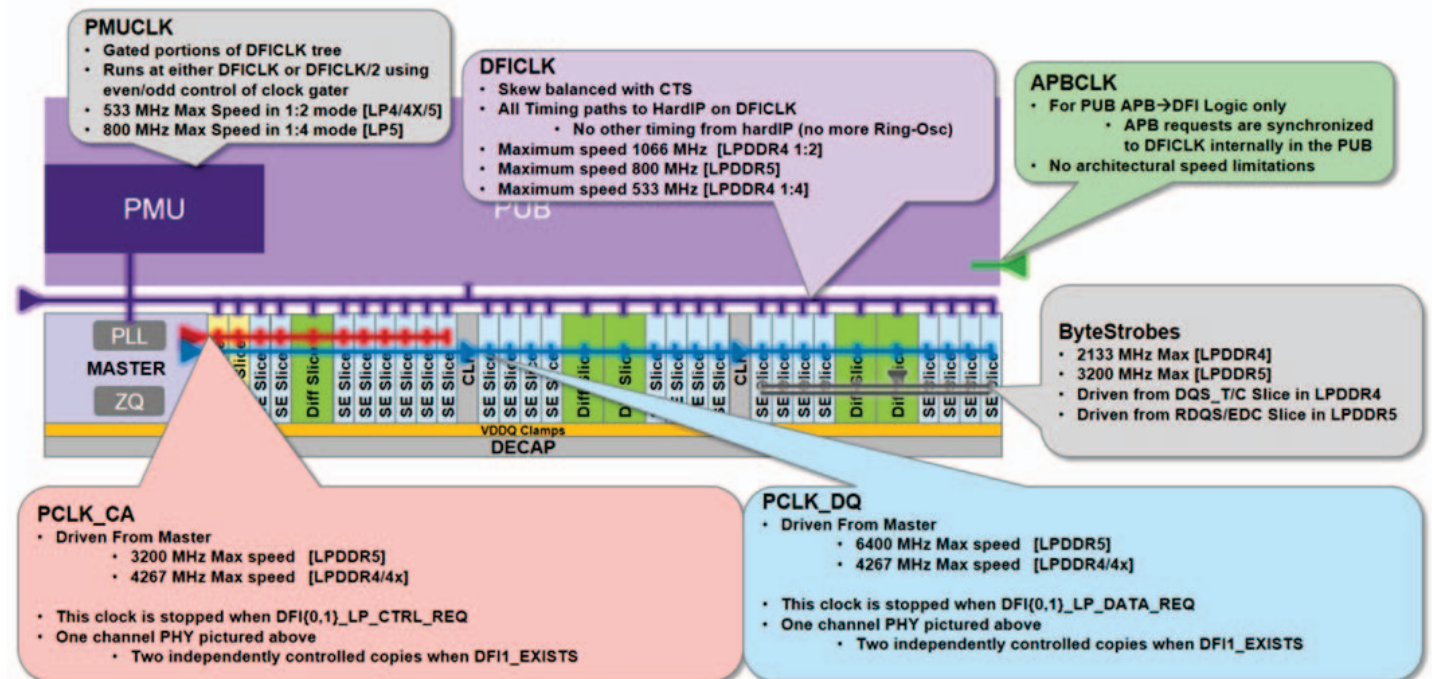 PMUCLK
• Gated portions of DFICLK tree
• Runs at either DFICLK or DFICLK/2 using
even/odd control of clock gater
• 533 MHz Max Speed in 1:2 mode [LP4/4X/5]
• 800 MHz Max Speed in 1:4 mode [LP5]
DFICLK
• Skew balanced with CTS
• All Timing paths to HardIP on DFICLK
• No other timing from hardIP (no more Ring-Osc)
• Maximum speed 1066 MHz [LPDDR4 1:2]
• Maximum speed 800 MHz [LPDDR5]
• Maximum speed 533 MHz [LPDDR4 1:4]
APBCLK
• For PUB APB→DFI Logic only
• APB requests are synchronized
to DFICLK internally in the PUB
• No architectural speed limitations
PMU
PUB
PLL
MASTER
ZQ
Slice
SE Slice
SE Slice
Diff Slice
SE Slice
SE Slice
SE Slice
SE Slice
SE Slice
SE Slice
SE Slice
SE Slice
SE Slice
SE Slice
Diff Slice
SE Slice
SE Slice
SE Slice
SE Slice
SE Slice
SE Slice
SE Slice
SE Slice
Diff Slice
SE Slice
SE Slice
SE Slice
SE Slice
VDDQ Clamps
DECAP
ByteStrobes
• 2133 MHz Max [LPDDR4]
• 3200 MHz Max [LPDDR5]
• Driven from DQS_T/C Slice in LPDDR4
• Driven from RDQS/EDC Slice in LPDDR5
PCLK_CA
• Driven From Master
• 3200 MHz Max speed [LPDDR5]
• 4267 MHz Max speed [LPDDR4/4x]
• This clock is stopped when DFI{0,1}_LP_CTRL_REQ
• One channel PHY pictured above
• Two independently controlled copies when DFI1_EXISTS
PCLK_DQ
• Driven From Master
• 6400 MHz Max speed [LPDDR5]
• 4267 MHz Max speed [LPDDR4/4x]
• This clock is stopped when DFI{0,1}_LP_DATA_REQ
• One channel PHY pictured above
• Two independently controlled copies when DFI1_EXISTS